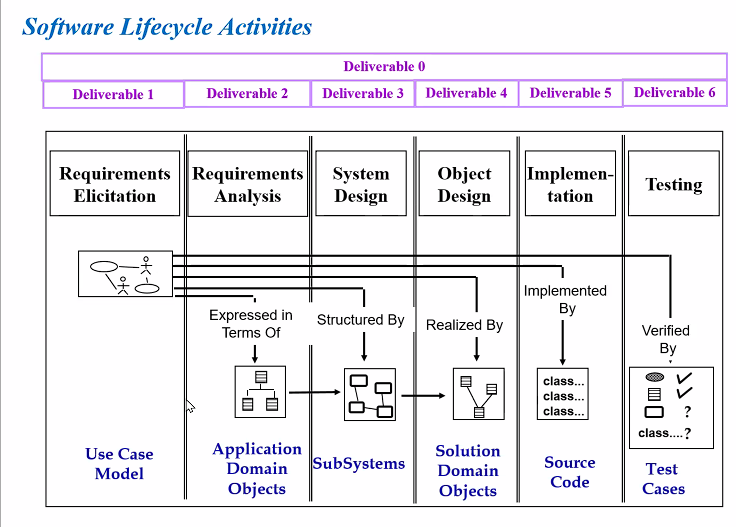 Software Lifecycle Activities
Deliverable 0
Deliverable 1
Deliverable 2
Deliverable 3
Deliverable 4
Deliverable 5
Deliverable 6
Requirements
Elicitation
Requirements
Analysis
System
Design
Object
Design
Implemen-
tation
Testing
Expressed in
Terms Of
Structured By
Realized By
Implemented
By
Verified
By
class...
class...
class...
?
class....?
Use Case
Model
Application
Domain
Objects
SubSystems
Solution
Domain
Objects
Source
Code
Test
Cases